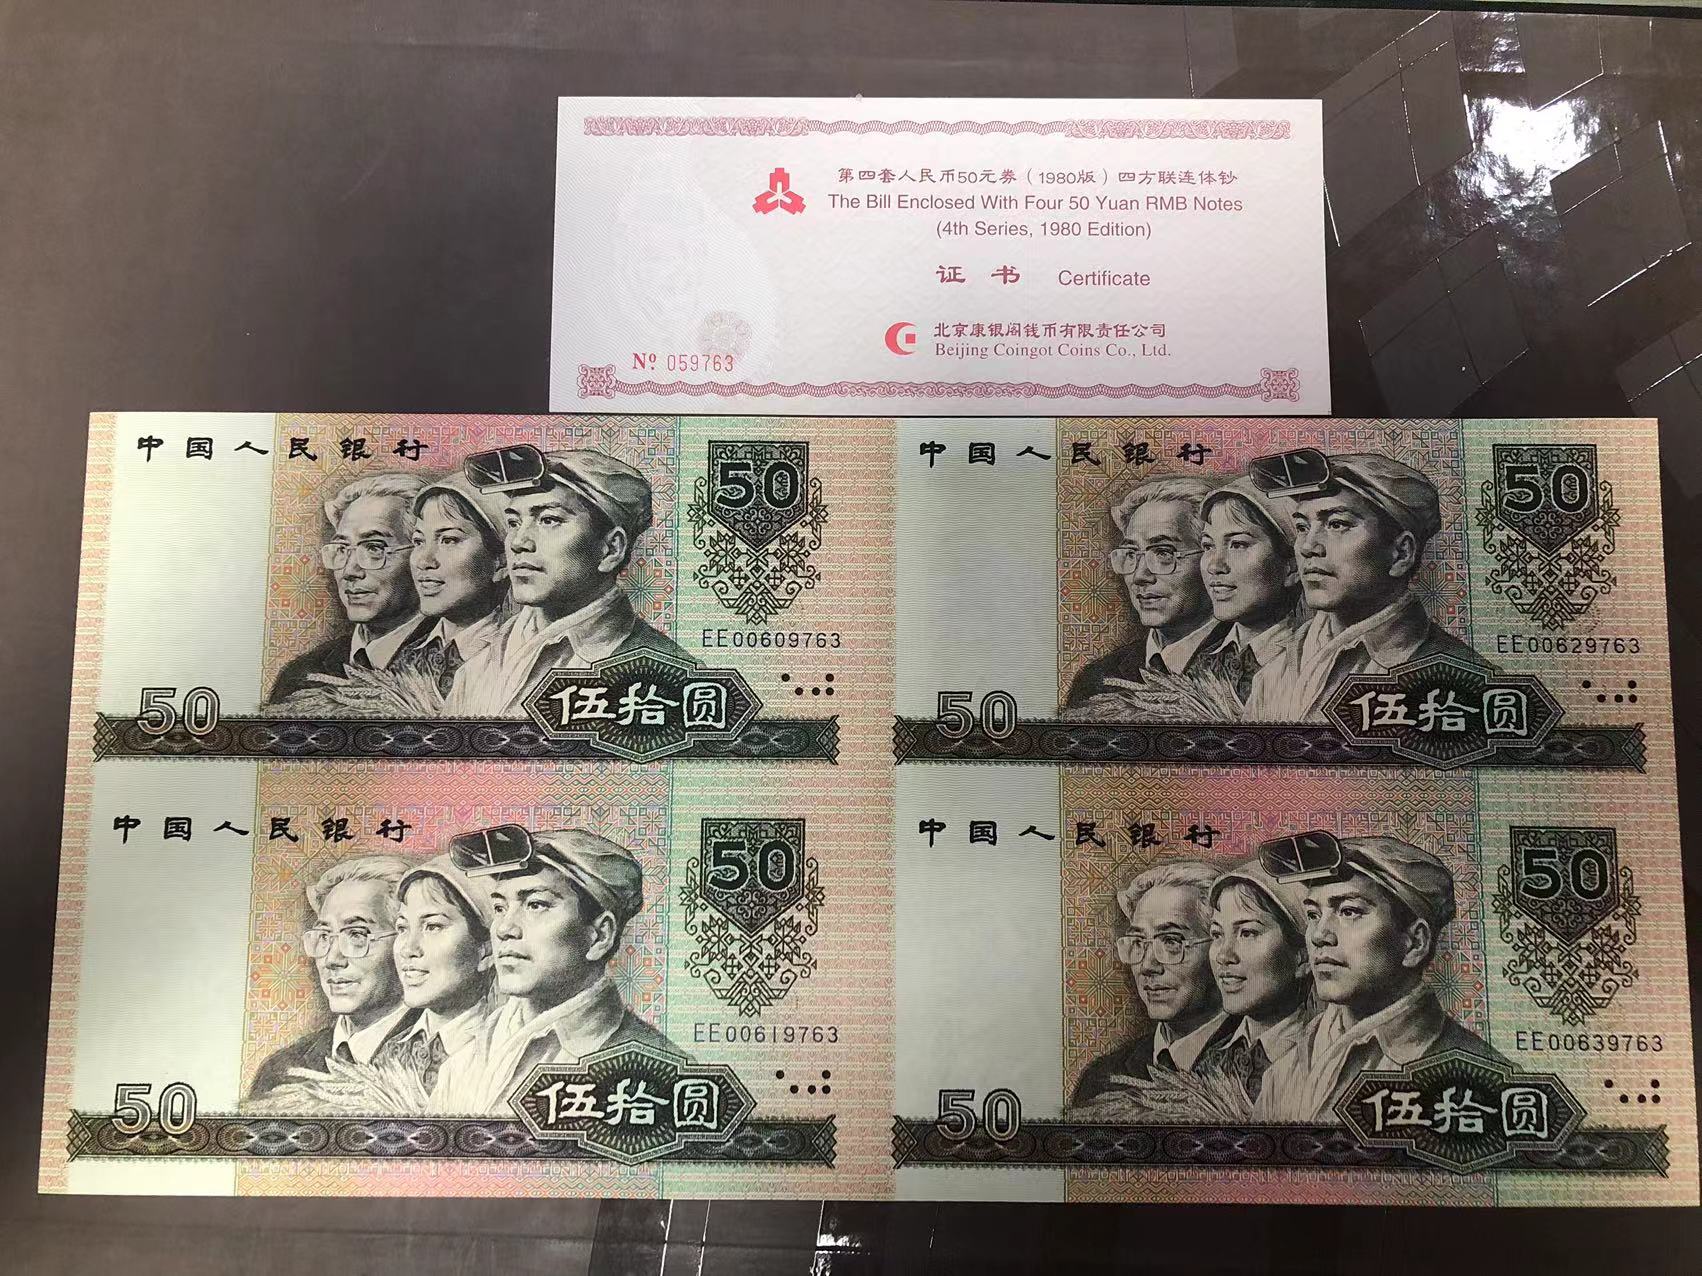 第四套人民币50元券（1980版）四方联连体钞
The Bill Enclosed With Four 50 Yuan RMB Notes
(4th Series, 1980 Edition)
证 书 Certificate
北京康银阁钱币有限责任公司
Beijing Coingot Coins Co., Ltd.
Nº 059763
中国人民银行
50
EE00609763
50
伍拾圆
中国人民银行
50
EE00629763
50
伍拾圆
中国人民银行
50
EE00619763
50
伍拾圆
中国人民银行
50
EE00639763
50
伍拾圆